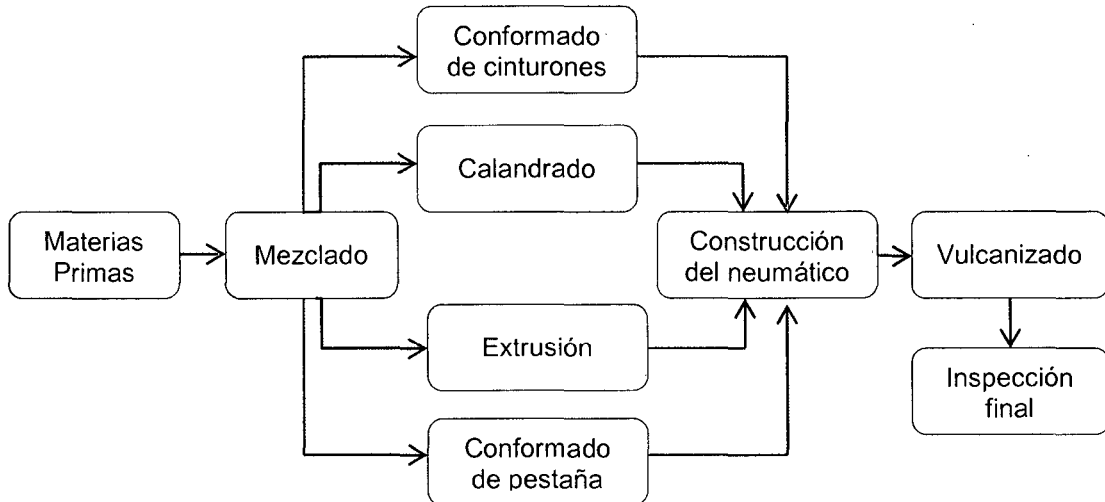 Conformado
de cinturones
Calandrado
Materias
Primas
Mezclado
Construcción
del neumático
Vulcanizado
Extrusión
Inspección
final
Conformado
de pestaña